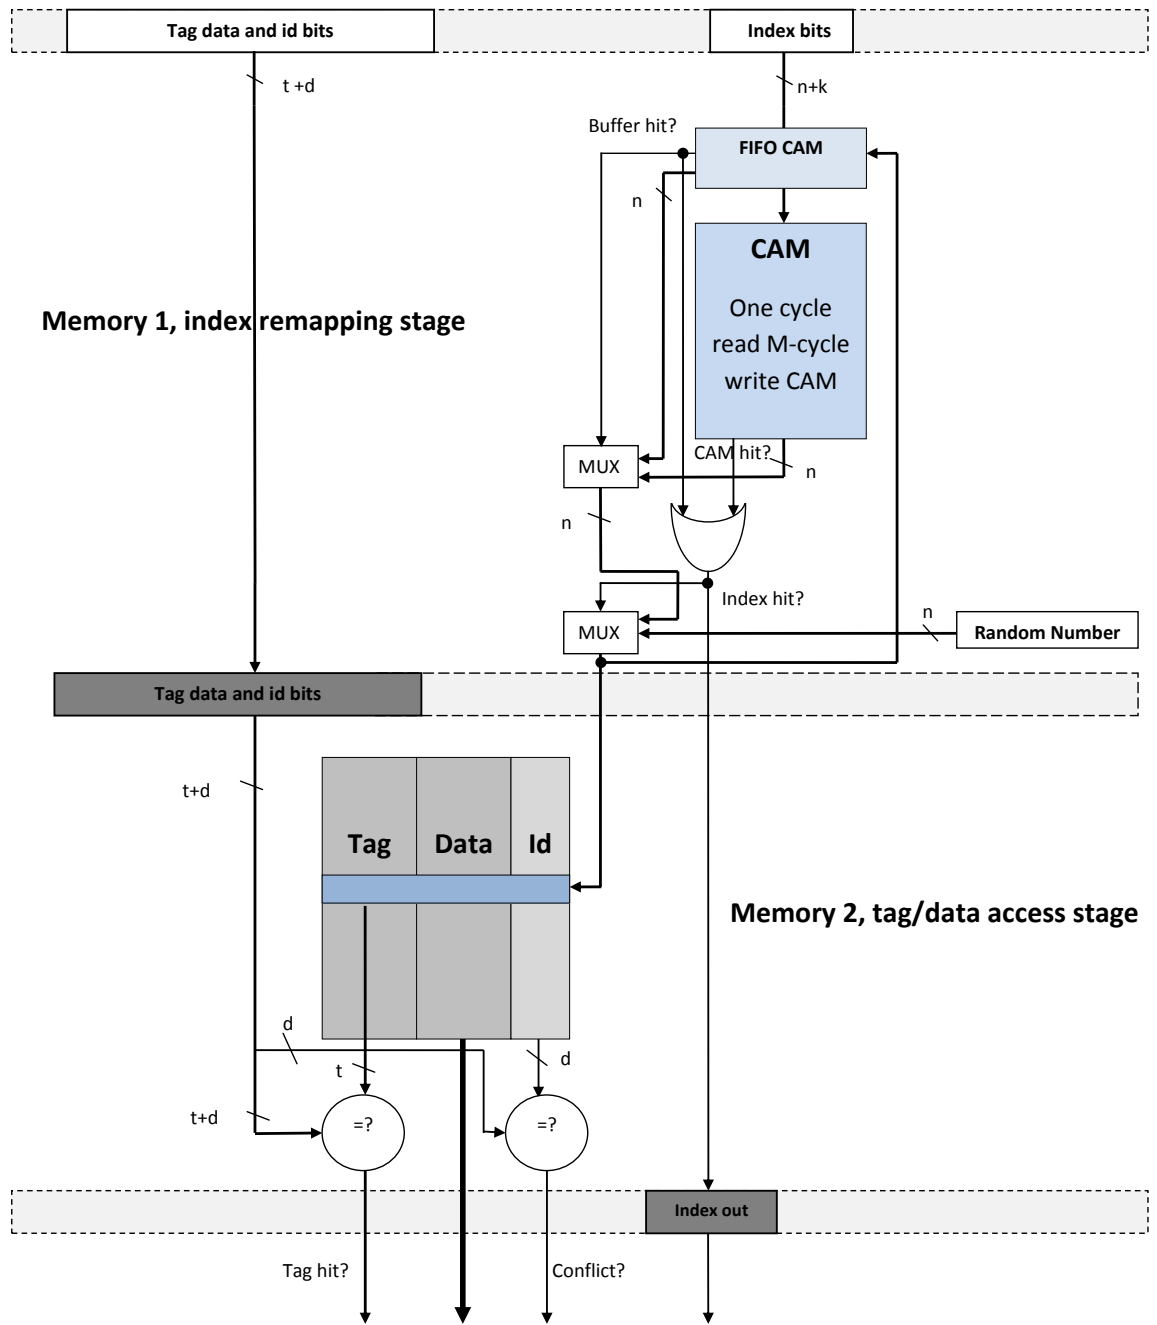 Tag data and id bits
Index bits
t +d
n+k
Buffer hit?
FIFO CAM
n
CAM
One cycle
read M-cycle
write CAM
Memory 1, index remapping stage
CAM hit?
MUX
n
n
Index hit?
n
MUX
Random Number
Tag data and id bits
t+d
Tag
Data
Id
Memory 2, tag/data access stage
d
t
d
t+d
=?
=?
Index out
Tag hit?
Conflict?